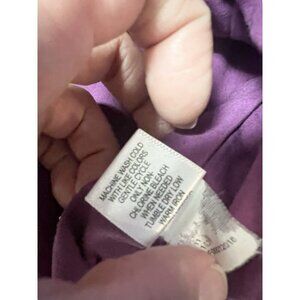 MACHINE WASH COLD
WITH LIKE COLORS
GENTLE CYCLE
ONLY NON-
CHLORINE BLEACH
WHEN NEEDED
TUMBLE DRY LOW
WARM IRON